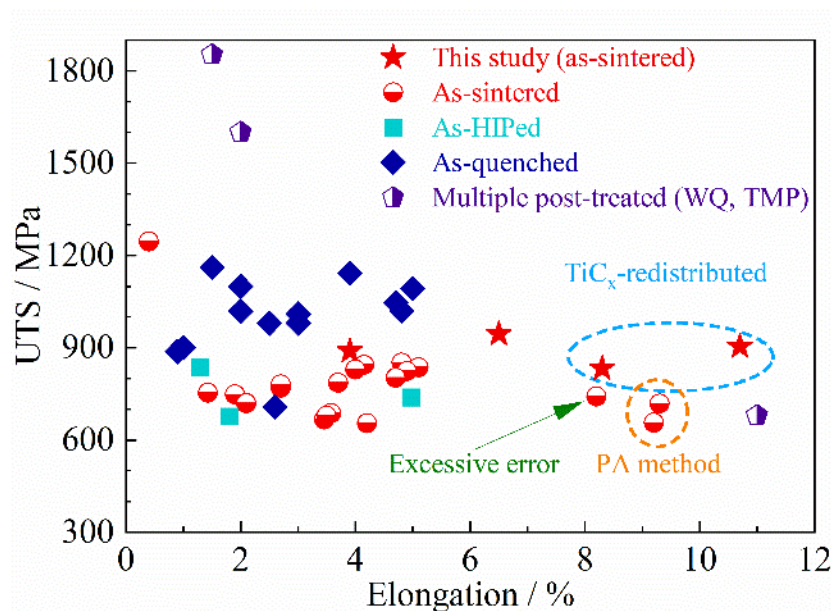 1800
This study (as-sintered)
As-sintered
As-HIPed
1500
As-quenched
Multiple post-treated (WQ, TMP)
1200
TiCₓ-redistributed
UTS / MPa
900
600
Excessive error
PA method
300
0 2 4 6 8 10 12
Elongation / %